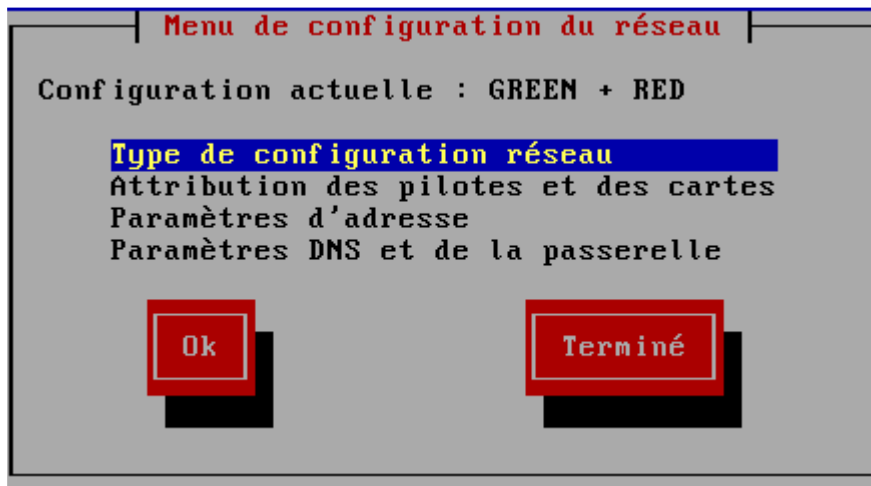 Menu de configuration du réseau
Configuration actuelle : GREEN + RED
Type de configuration réseau
Attribution des pilotes et des cartes
Paramètres d'adresse
Paramètres DNS et de la passerelle
Ok Terminé